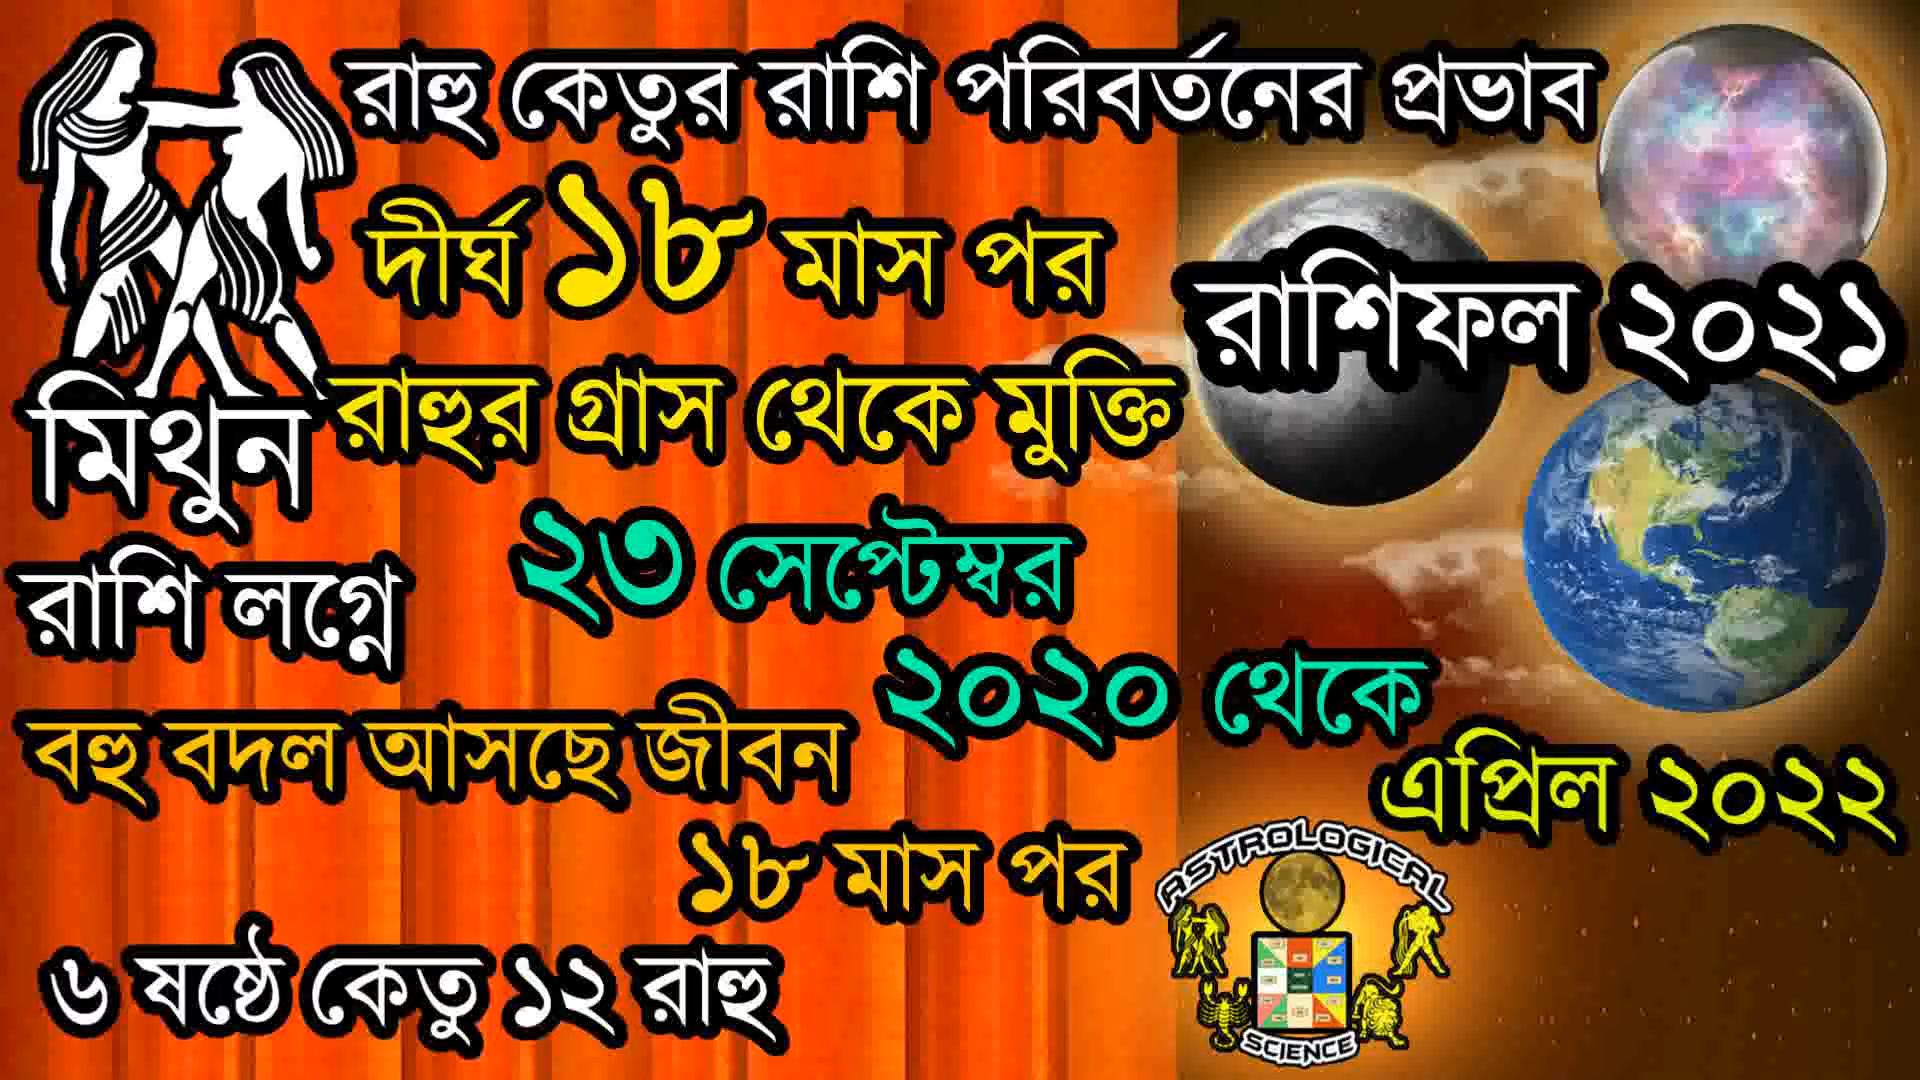 রাহু কেতুর রাশি পরিবর্তনের প্রভাব
দীর্ঘ ১৮ মাস পর
রাশিফল ২০২১
রাহুর গ্রাস থেকে মুক্তি
মিথুন
রাশি লগ্নে
২৩ সেপ্টেম্বর
২০২০ থেকে
এপ্রিল ২০২২
বহু বদল আসছে জীবন
১৮ মাস পর
৬ ষষ্ঠে কেতু ১২ রাহু
ASTROLOGICAL
SCIENCE